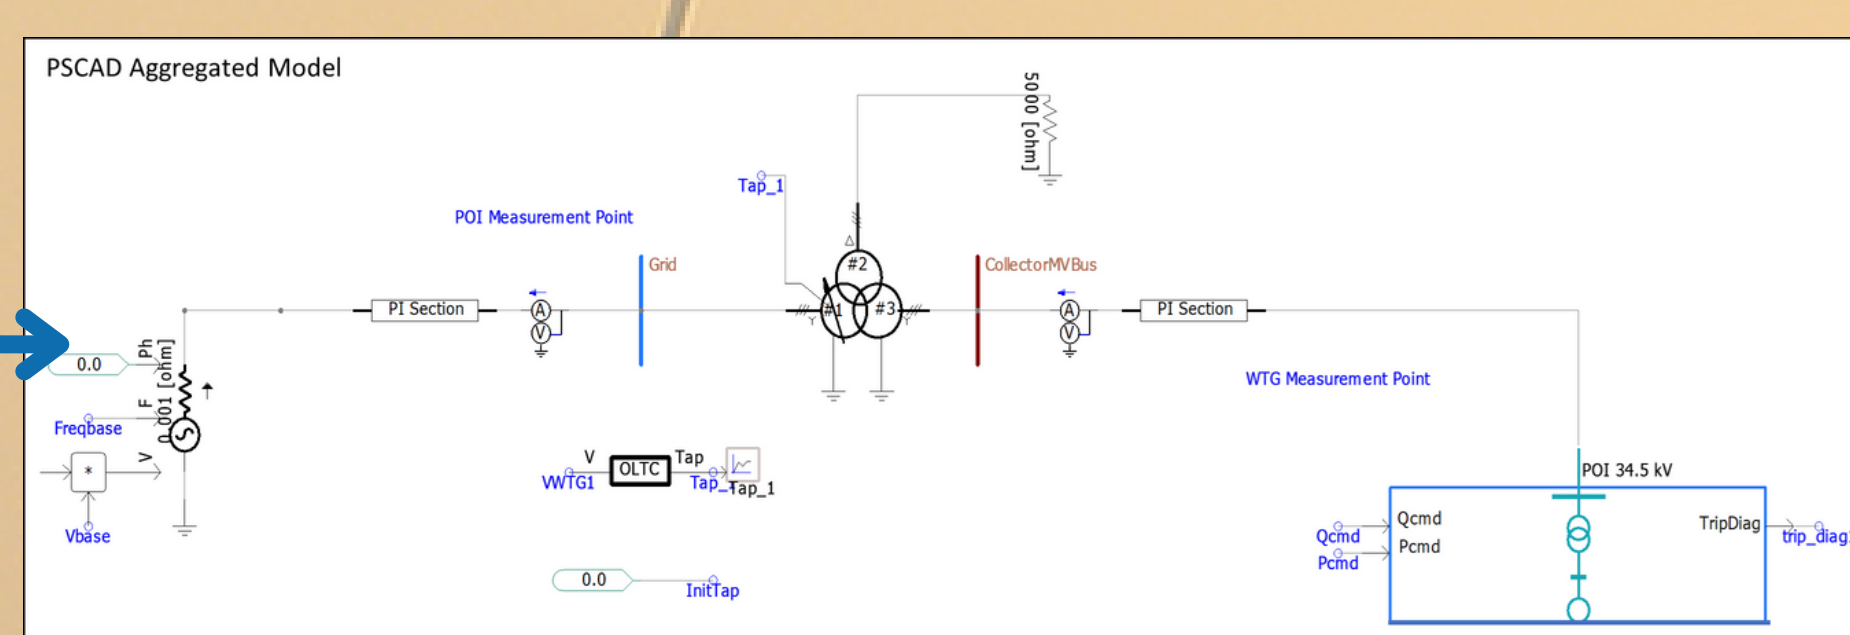 PSCAD Aggregated Model
5000 [ohm]
Tap_1
POI Measurement Point
#2
Grid
CollectorMVBus
PI Section
A
V
#1
#3
A
V
PI Section
0.0
Ph
F
0.001 [ohm]
V
Freqbase
*
Vbase
WTG Measurement Point
V
OLTC
Tap
VWTG1
Tap_1
Tap_1
0.0
InitTap
POI 34.5 kV
Qcmd
Qcmd
Pcmd
Pcmd
TripDiag
trip_diag